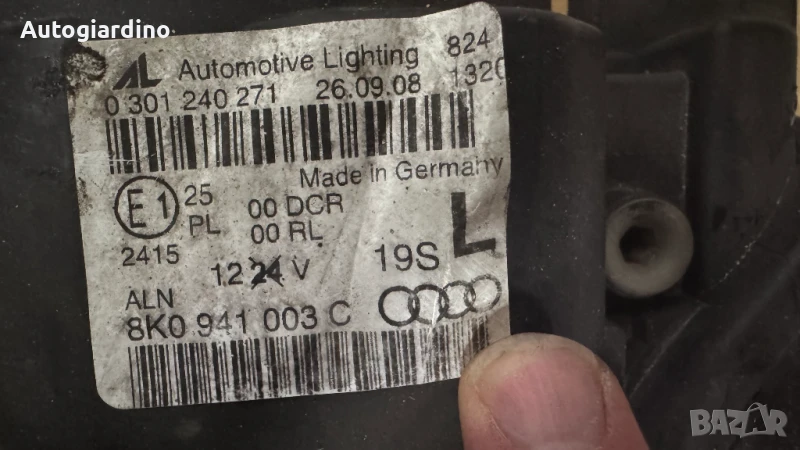 Autogiardino
AL Automotive Lighting 824
0 301 240 271 26.09.08 1320
Made in Germany
E1 25 00 DCR
PL 00 RL
2415
12 24 V 19S L
ALN
8K0 941 003 C
BAZAR